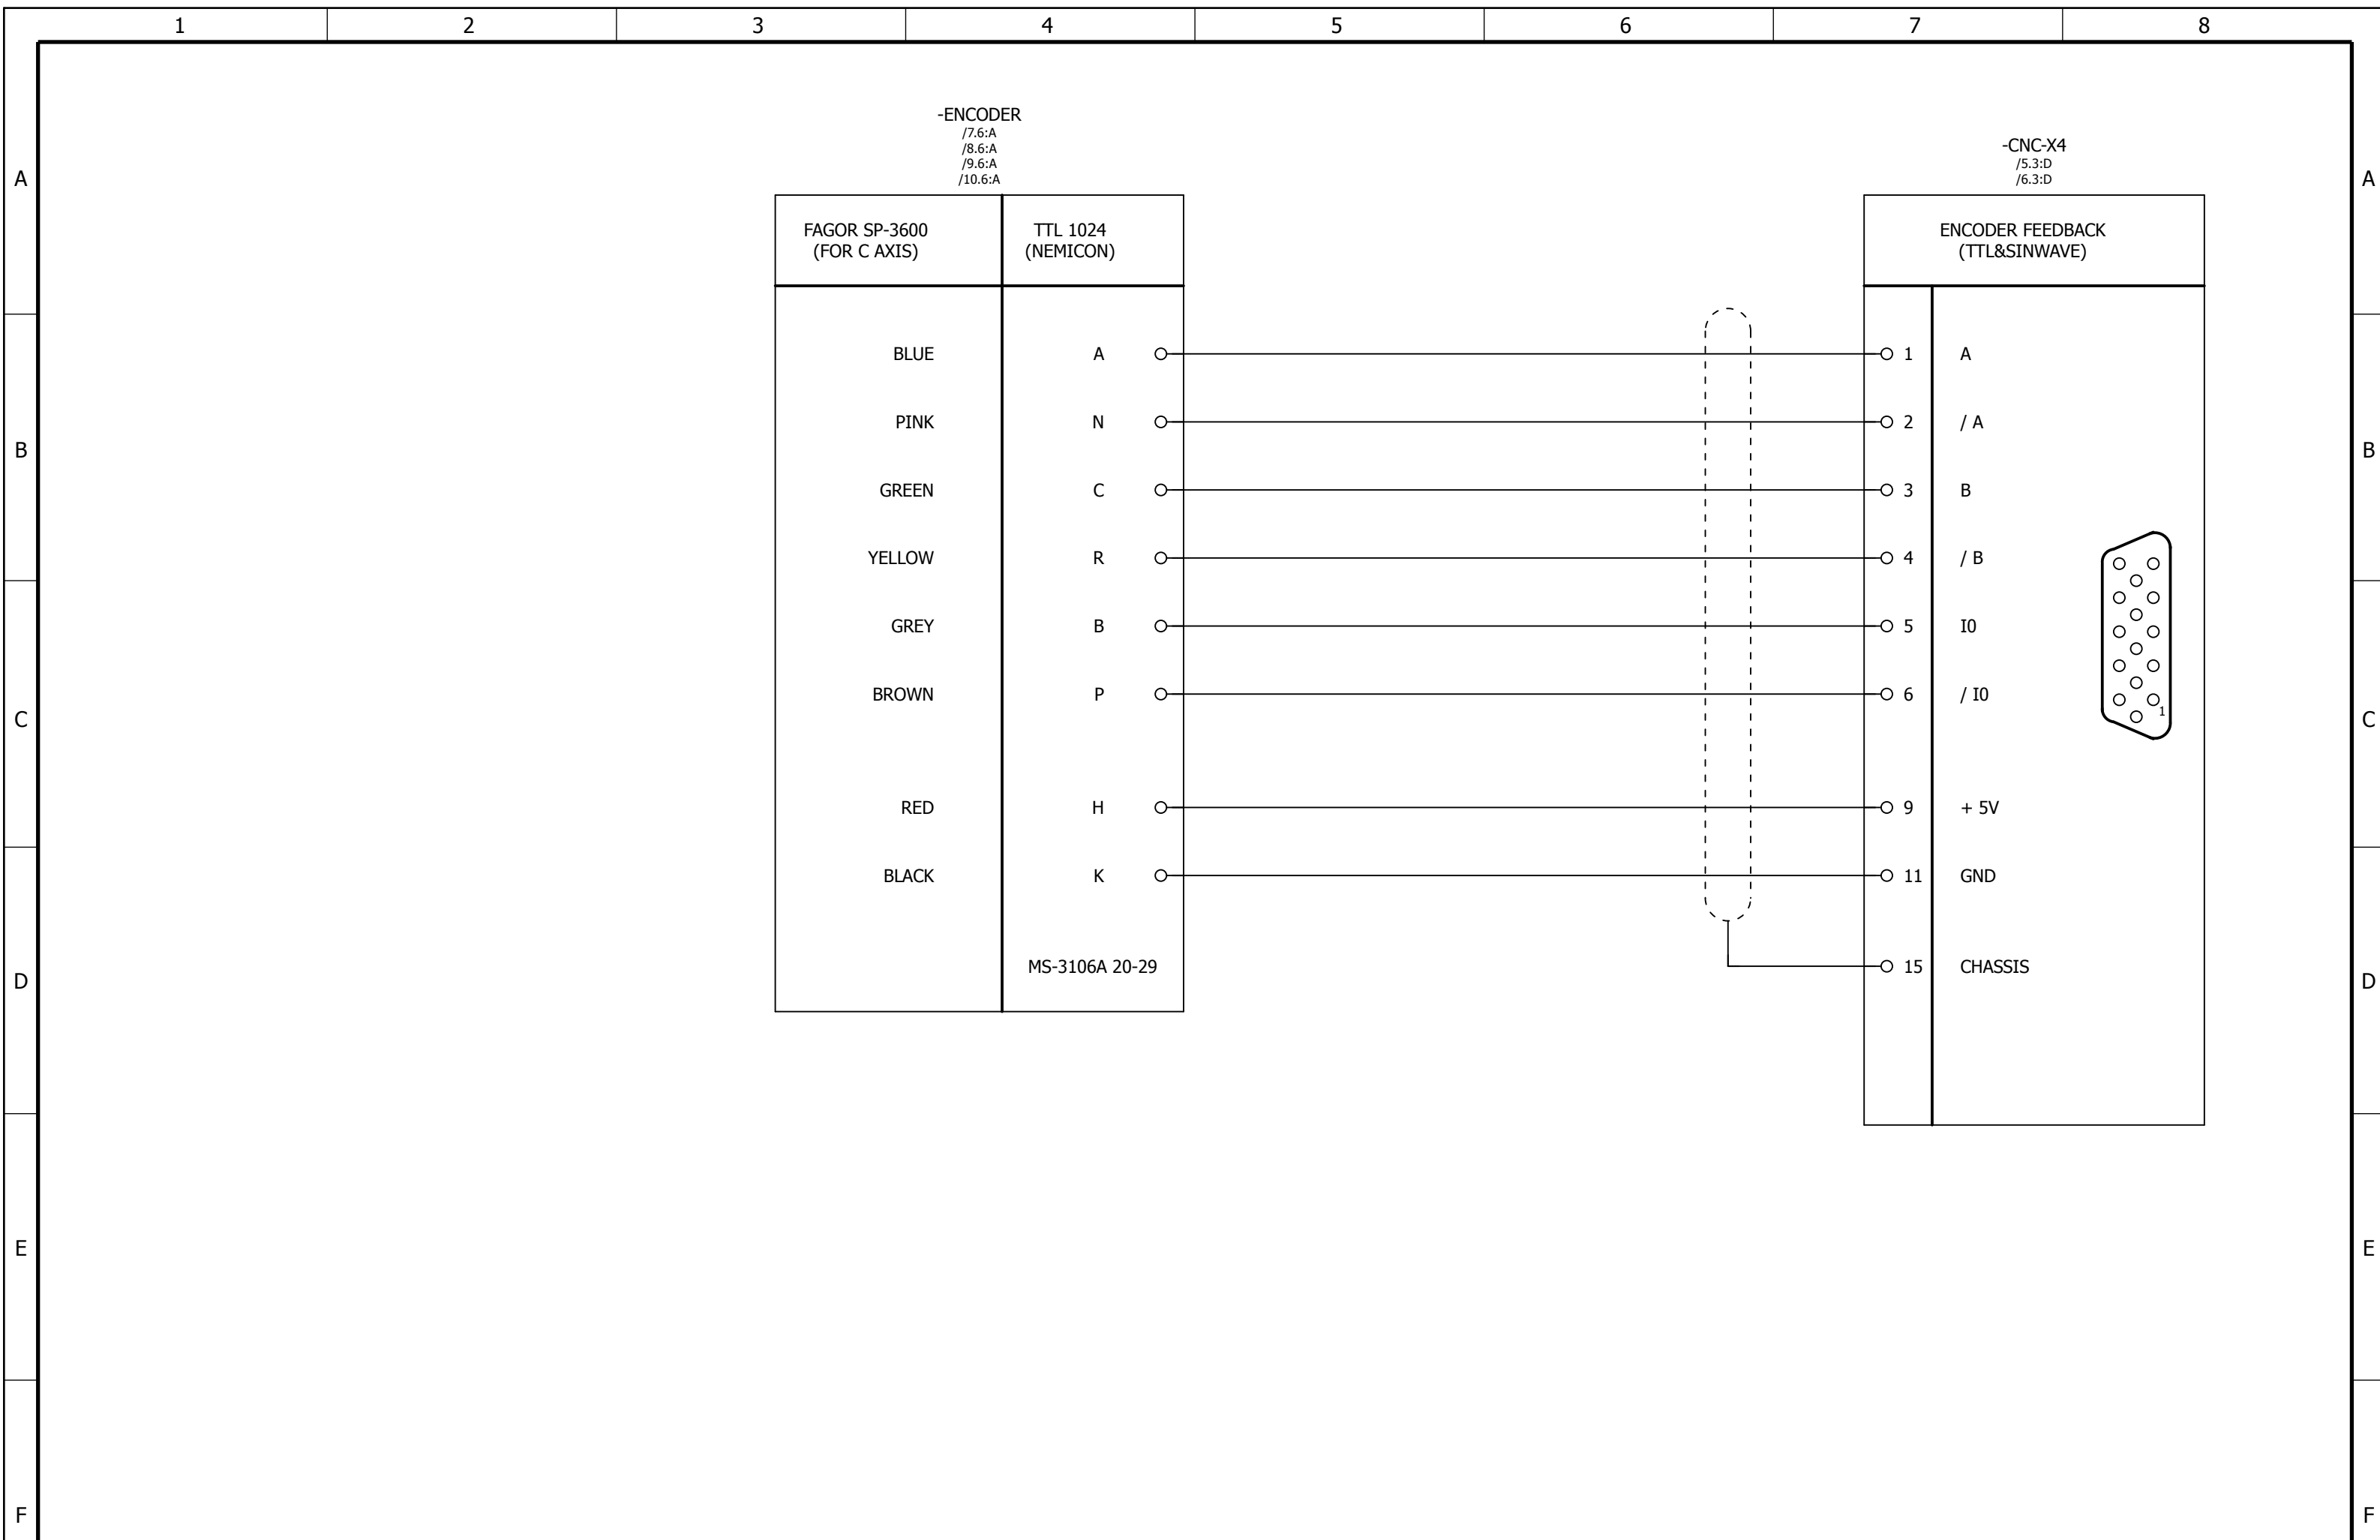 1 2 3 4 5 6 7 8
-ENCODER
/7.6:A
/8.6:A
/9.6:A
/10.6:A
-CNC-X4
/5.3:D
/6.3:D
A A
FAGOR SP-3600
(FOR C AXIS)
TTL 1024
(NEMICON)
ENCODER FEEDBACK
(TTL&SINWAVE)
BLUE A 1 A
PINK N 2 / A
B B
GREEN C 3 B
YELLOW R 4 / B
GREY B 5 I0
BROWN P 6 / I0
1
C C
RED H 9 + 5V
BLACK K 11 GND
MS-3106A 20-29 15 CHASSIS
D D
E E
F F